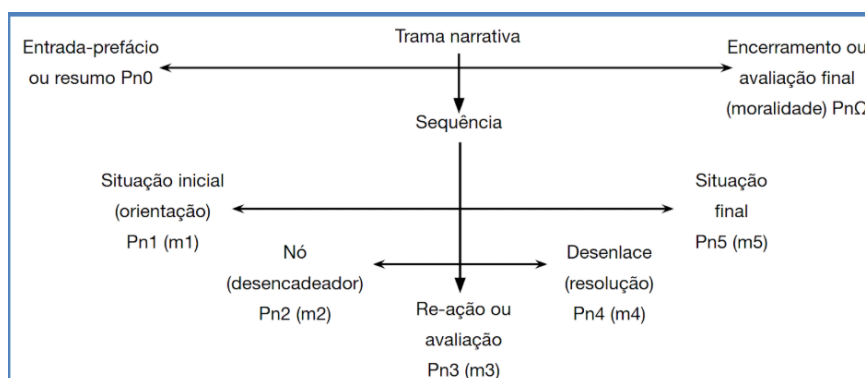 Trama narrativa
Entrada-prefácio
ou resumo Pn0
Encerramento ou
avaliação final
(moralidade) PnΩ
Sequência
Situação inicial
(orientação)
Pn1 (m1)
Situação
final
Pn5 (m5)
Nó
(desencadeador)
Pn2 (m2)
Desenlace
(resolução)
Pn4 (m4)
Re-ação ou
avaliação
Pn3 (m3)